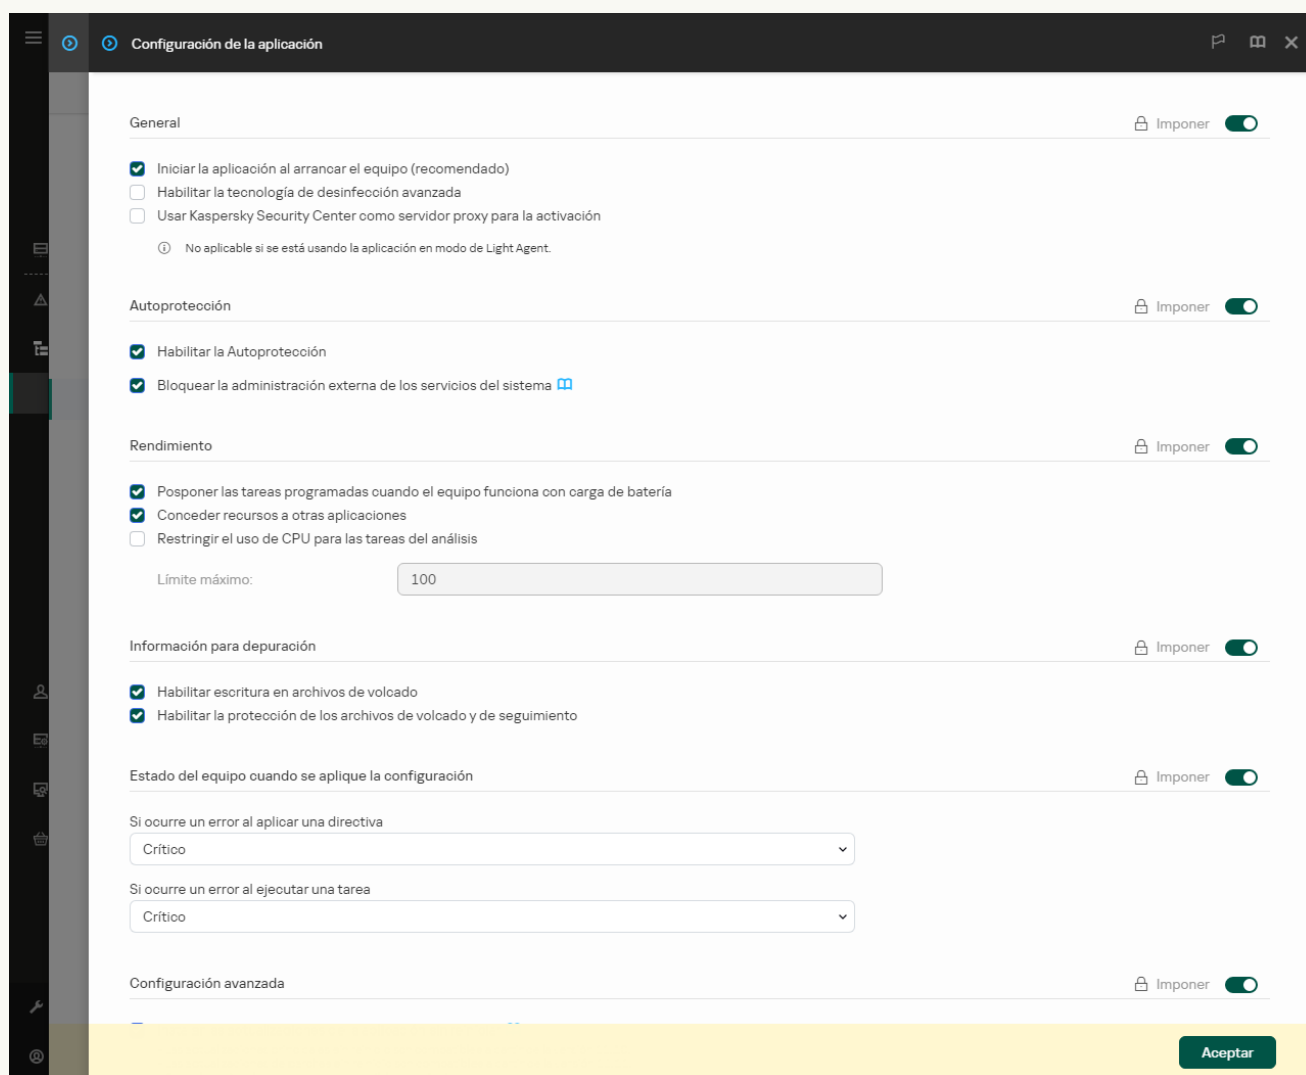 Configuración de la aplicación
General
Imponer
Iniciar la aplicación al arrancar el equipo (recomendado)
Habilitar la tecnología de desinfección avanzada
Usar Kaspersky Security Center como servidor proxy para la activación
No aplicable si se está usando la aplicación en modo de Light Agent.
Autoprotección
Imponer
Habilitar la Autoprotección
Bloquear la administración externa de los servicios del sistema
Rendimiento
Imponer
Posponer las tareas programadas cuando el equipo funciona con carga de batería
Conceder recursos a otras aplicaciones
Restringir el uso de CPU para las tareas del análisis
Límite máximo:
100
Información para depuración
Imponer
Habilitar escritura en archivos de volcado
Habilitar la protección de los archivos de volcado y de seguimiento
Estado del equipo cuando se aplique la configuración
Imponer
Si ocurre un error al aplicar una directiva
Crítico
Si ocurre un error al ejecutar una tarea
Crítico
Configuración avanzada
Imponer
Aceptar